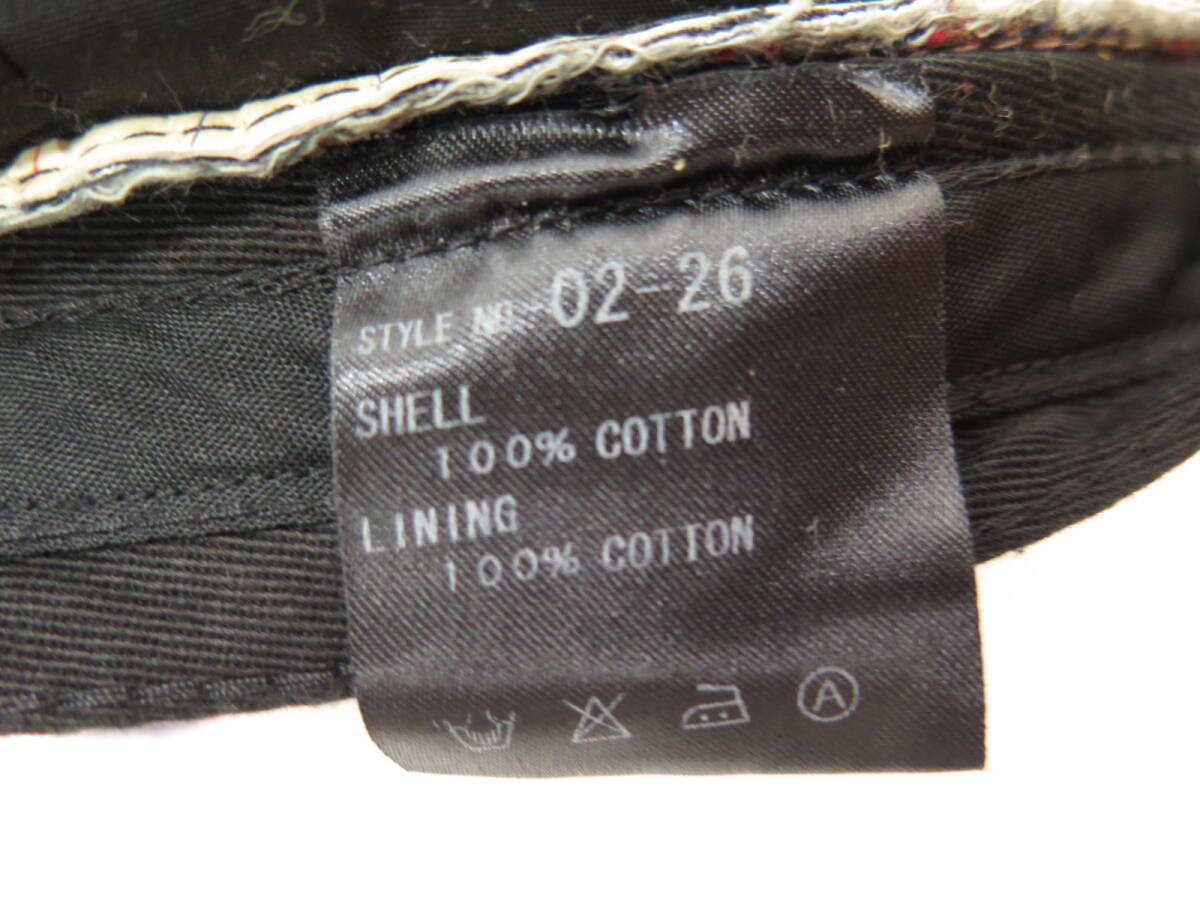 STYLE NO. 02-26
SHELL
100% COTTON
LINING
100% COTTON
A